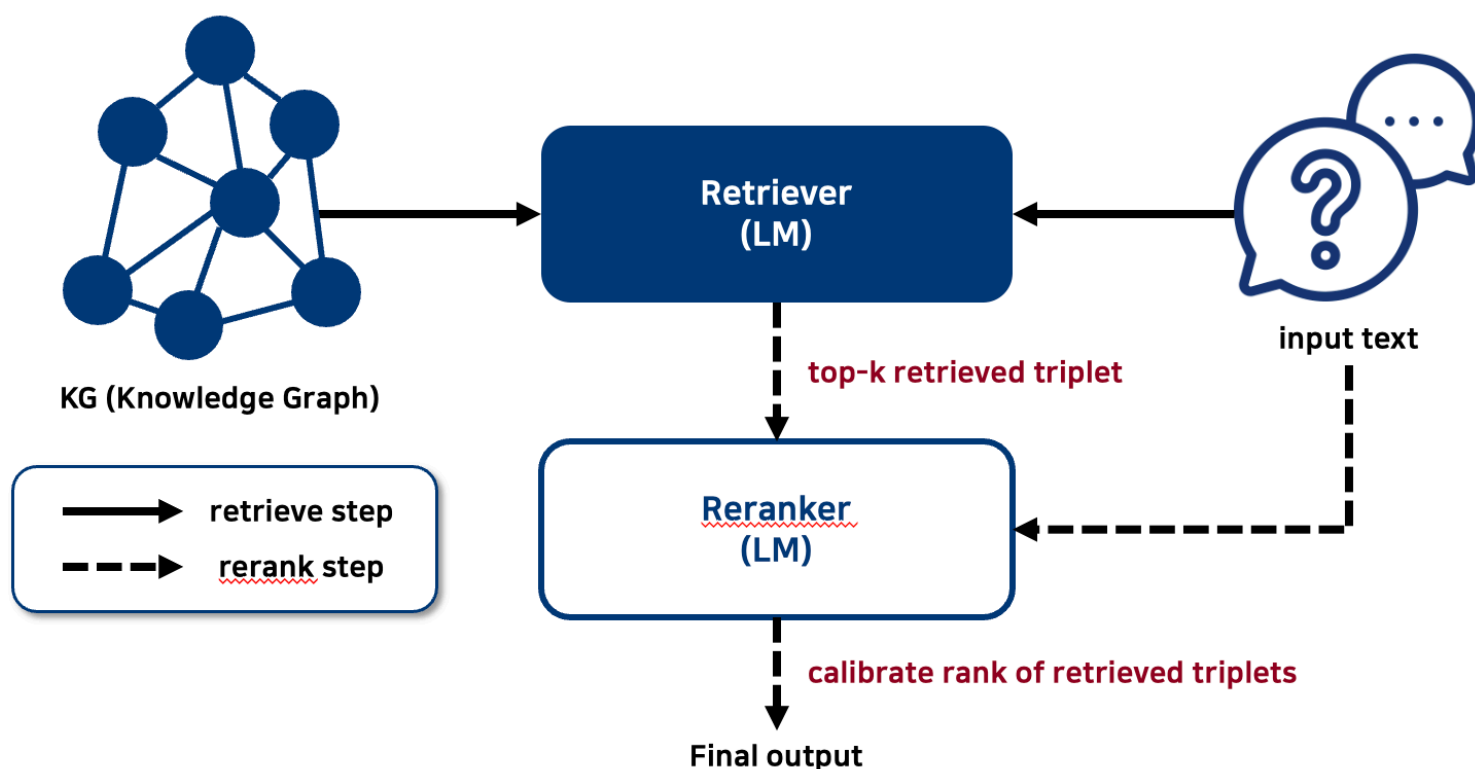 Retriever
(LM)
input text
top-k retrieved triplet
KG (Knowledge Graph)
retrieve step
rerank step
Reranker
(LM)
calibrate rank of retrieved triplets
Final output